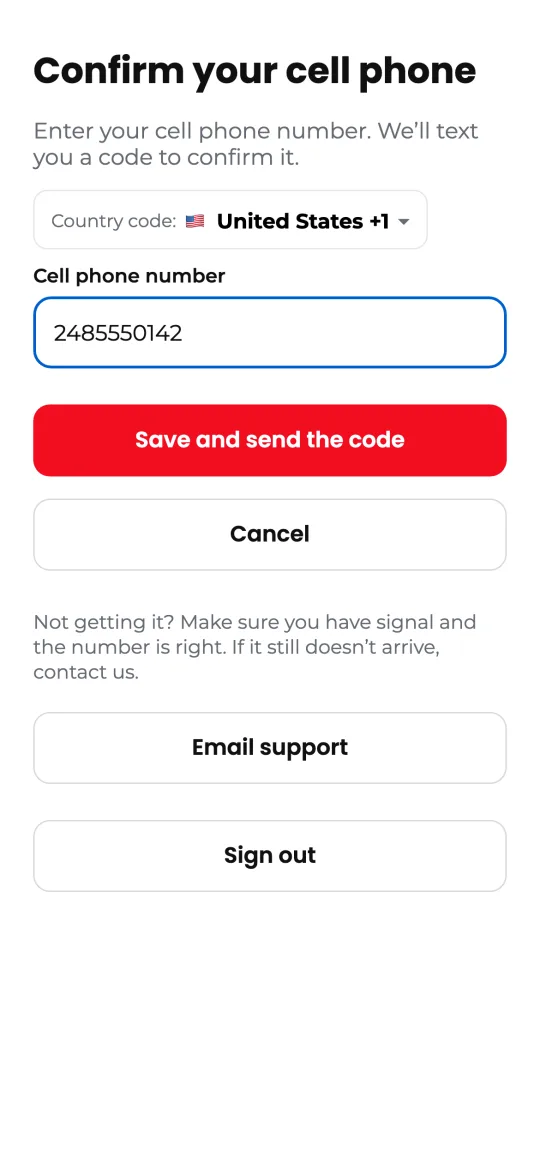 Confirm your cell phone
Enter your cell phone number. We’ll text
you a code to confirm it.
Country code: 🇺🇸 United States +1
Cell phone number
2485550142
Save and send the code
Cancel
Not getting it? Make sure you have signal and
the number is right. If it still doesn’t arrive,
contact us.
Email support
Sign out